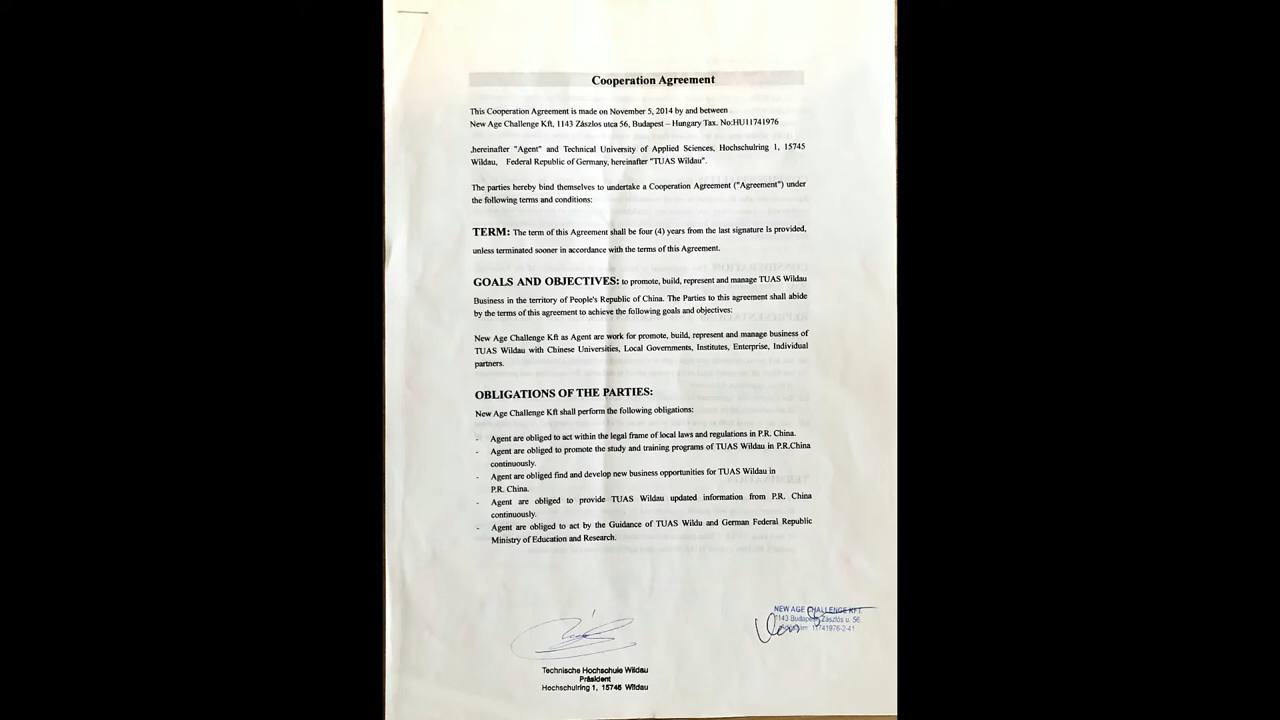 Cooperation Agreement
This Cooperation Agreement is made on November 5, 2014 by and between
New Age Challenge Kft, 1143 Zászlos utca 56, Budapest – Hungary Tax. No:HU11741976
,hereinafter "Agent" and Technical University of Applied Sciences, Hochschulring 1, 15745
Wildau, Federal Republic of Germany, hereinafter "TUAS Wildau".
The parties hereby bind themselves to undertake a Cooperation Agreement ("Agreement") under
the following terms and conditions:
TERM: The term of this Agreement shall be four (4) years from the last signature Is provided,
unless terminated sooner in accordance with the terms of this Agreement.
GOALS AND OBJECTIVES: to promote, build, represent and manage TUAS Wildau
Business in the territory of People's Republic of China. The Parties to this agreement shall abide
by the terms of this agreement to achieve the following goals and objectives:
New Age Challenge Kft as Agent are work for promote, build, represent and manage business of
TUAS Wildau with Chinese Universities, Local Governments, Institutes, Enterprise, Individual
partners.
OBLIGATIONS OF THE PARTIES:
New Age Challenge Kft shall perform the following obligations:
- Agent are obliged to act within the legal frame of local laws and regulations in P.R. China.
- Agent are obliged to promote the study and training programs of TUAS Wildau in P.R.China
continuously.
- Agent are obliged find and develop new business opportunities for TUAS Wildau in
P.R. China.
- Agent are obliged to provide TUAS Wildau updated information from P.R. China
continuously.
- Agent are obliged to act by the Guidance of TUAS Wildu and German Federal Republic
Ministry of Education and Research.
NEW AGE CHALLENGE KFT.
1143 Budapest, Zászlós u. 56.
Adószám: 11741976-2-41
Technische Hochschule Wildau
Präsident
Hochschulring 1, 15745 Wildau